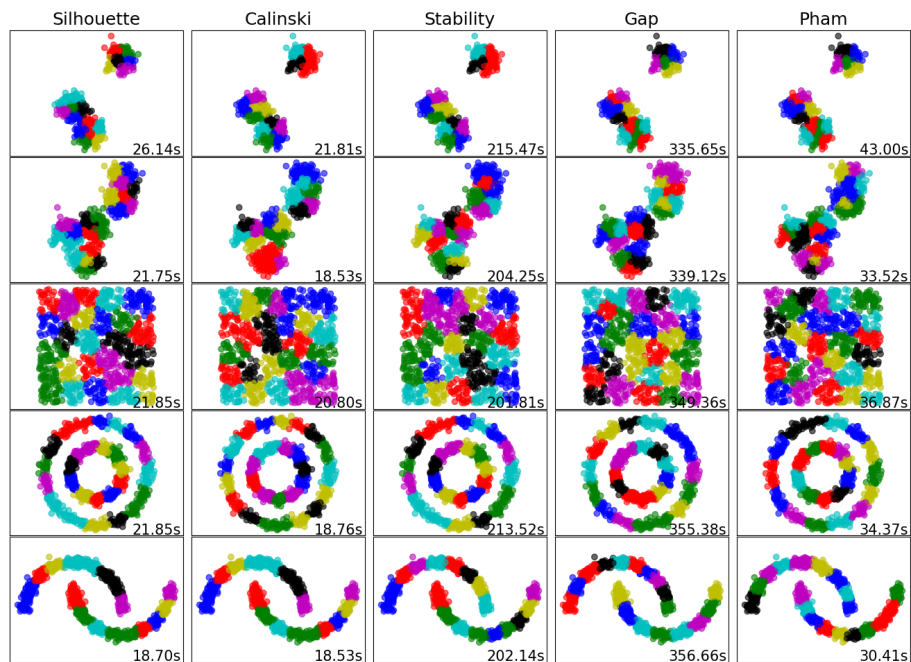 Silhouette Calinski Stability Gap Pham
26.14s 21.81s 215.47s 335.65s 43.00s
21.75s 18.53s 204.25s 339.12s 33.52s
21.85s 20.80s 201.81s 349.36s 36.87s
21.85s 18.76s 213.52s 355.38s 34.37s
18.70s 18.53s 202.14s 356.66s 30.41s